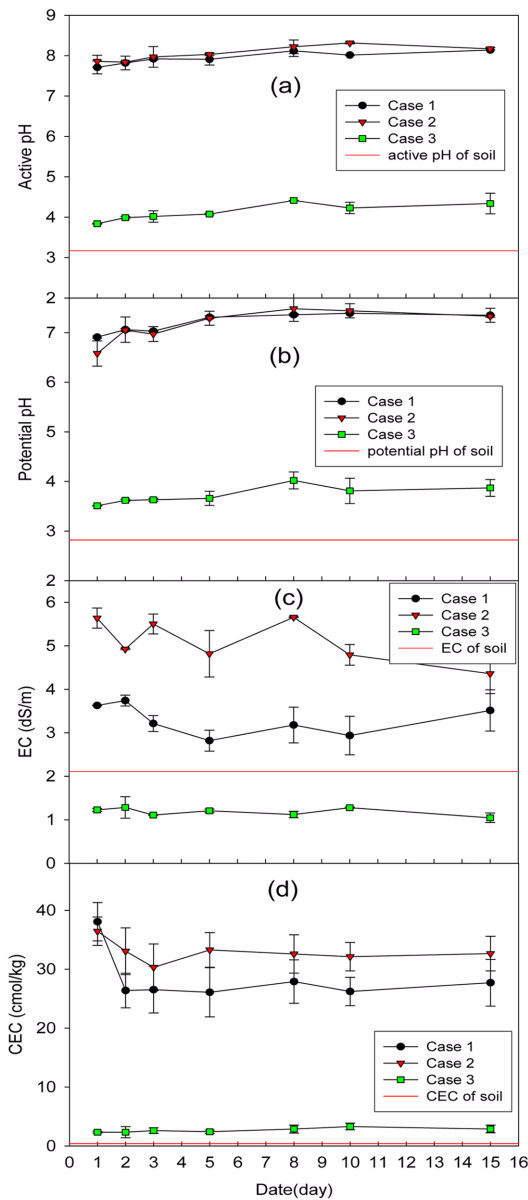 9
8
7
6
5
4
3
2
Active pH
(a)
Case 1
Case 2
Case 3
active pH of soil
7
6
5
4
3
2
Potential pH
(b)
Case 1
Case 2
Case 3
potential pH of soil
6
5
4
3
2
1
0
EC (dS/m)
(c)
Case 1
Case 2
Case 3
EC of soil
40
30
20
10
0
CEC (cmol/kg)
(d)
Case 1
Case 2
Case 3
CEC of soil
0 1 2 3 4 5 6 7 8 9 10 11 12 13 14 15 16
Date(day)